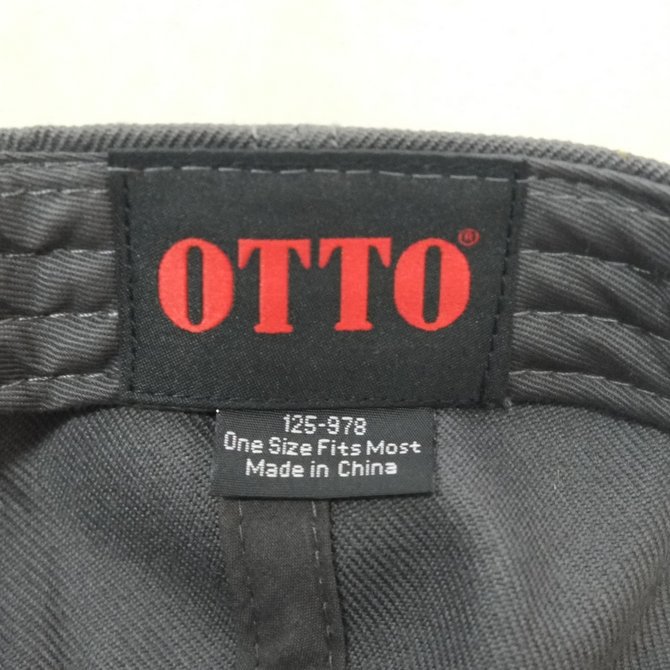 OTTO®
125-978
One Size Fits Most
Made in China